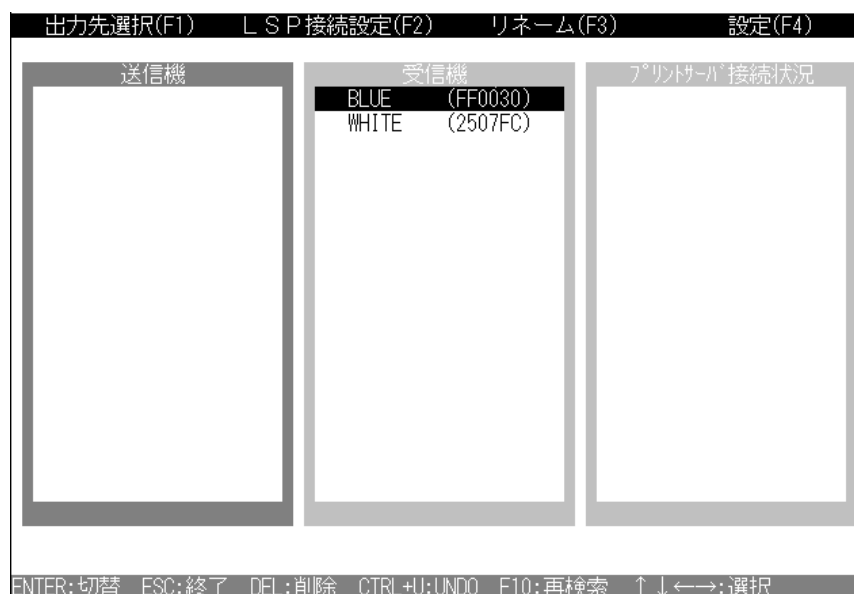 出力先選択(F1) ＬＳＰ接続設定(F2) リネーム(F3) 設定(F4)
送信機 受信機 ﾌﾟﾘﾝﾄｻｰﾊﾞ接続状況
BLUE (FF0030)
WHITE (2507FC)
ENTER:切替 ESC:終了 DEL:削除 CTRL+U:UNDO F10:再検索 ↑↓←→:選択